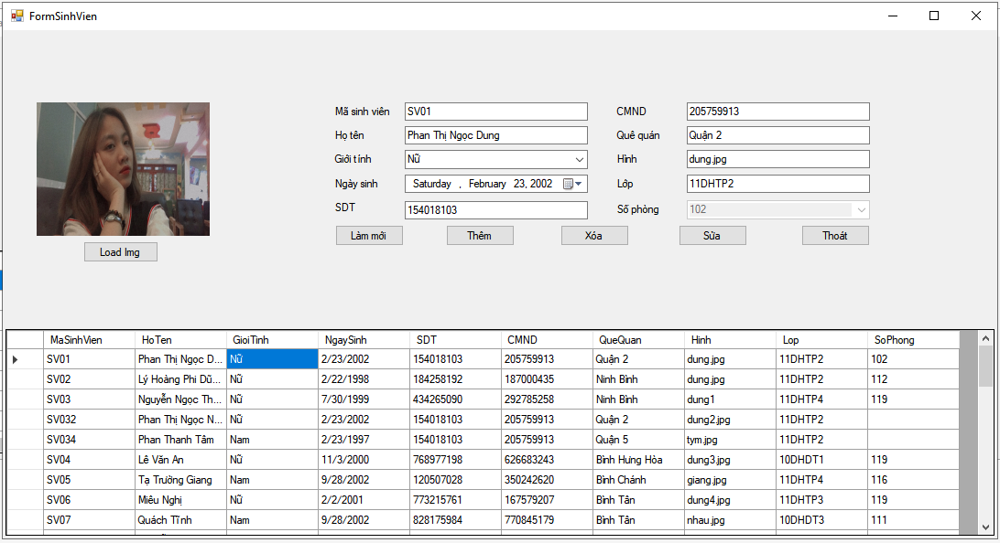 FormSinhVien
Mã sinh viên SV01 CMND 205759913
Họ tên Phan Thị Ngọc Dung Quê quán Quận 2
Giới tính Nữ Hình dung.jpg
Ngày sinh Saturday , February 23, 2002 Lớp 11DHTP2
SDT 154018103 Số phòng 102
Làm mới Thêm Xóa Sữa Thoát
Load Img
MaSinhVien HoTen GioiTinh NgaySinh SDT CMND QueQuan Hinh Lop SoPhong
SV01 Phan Thị Ngọc D... Nữ 2/23/2002 154018103 205759913 Quận 2 dung.jpg 11DHTP2 102
SV02 Lý Hoàng Phi Dũ... Nữ 2/22/1998 184258192 187000435 Ninh Bình dung.jpg 11DHTP2 112
SV03 Nguyễn Ngọc Th... Nữ 7/30/1999 434265090 292785258 Ninh Bình dung1 11DHTP4 119
SV032 Phan Thị Ngọc N... Nữ 2/23/2002 154018103 205759913 Quận 2 dung2.jpg 11DHTP2
SV034 Phan Thanh Tâm Nam 2/23/1997 154018103 205759913 Quận 5 tym.jpg 11DHTP2
SV04 Lê Văn An Nữ 11/3/2000 768977198 626683243 Bình Hưng Hòa dung3.jpg 10DHDT1 119
SV05 Tạ Trường Giang Nam 9/28/2002 120507028 350242620 Bình Chánh giang.jpg 11DHTP4 116
SV06 Miêu Nghị Nữ 2/2/2001 773215761 167579207 Bình Tân dung4.jpg 11DHTP3 119
SV07 Quách Tĩnh Nam 9/28/2002 828175984 770845179 Bình Tân nhau.jpg 10DHDT3 111